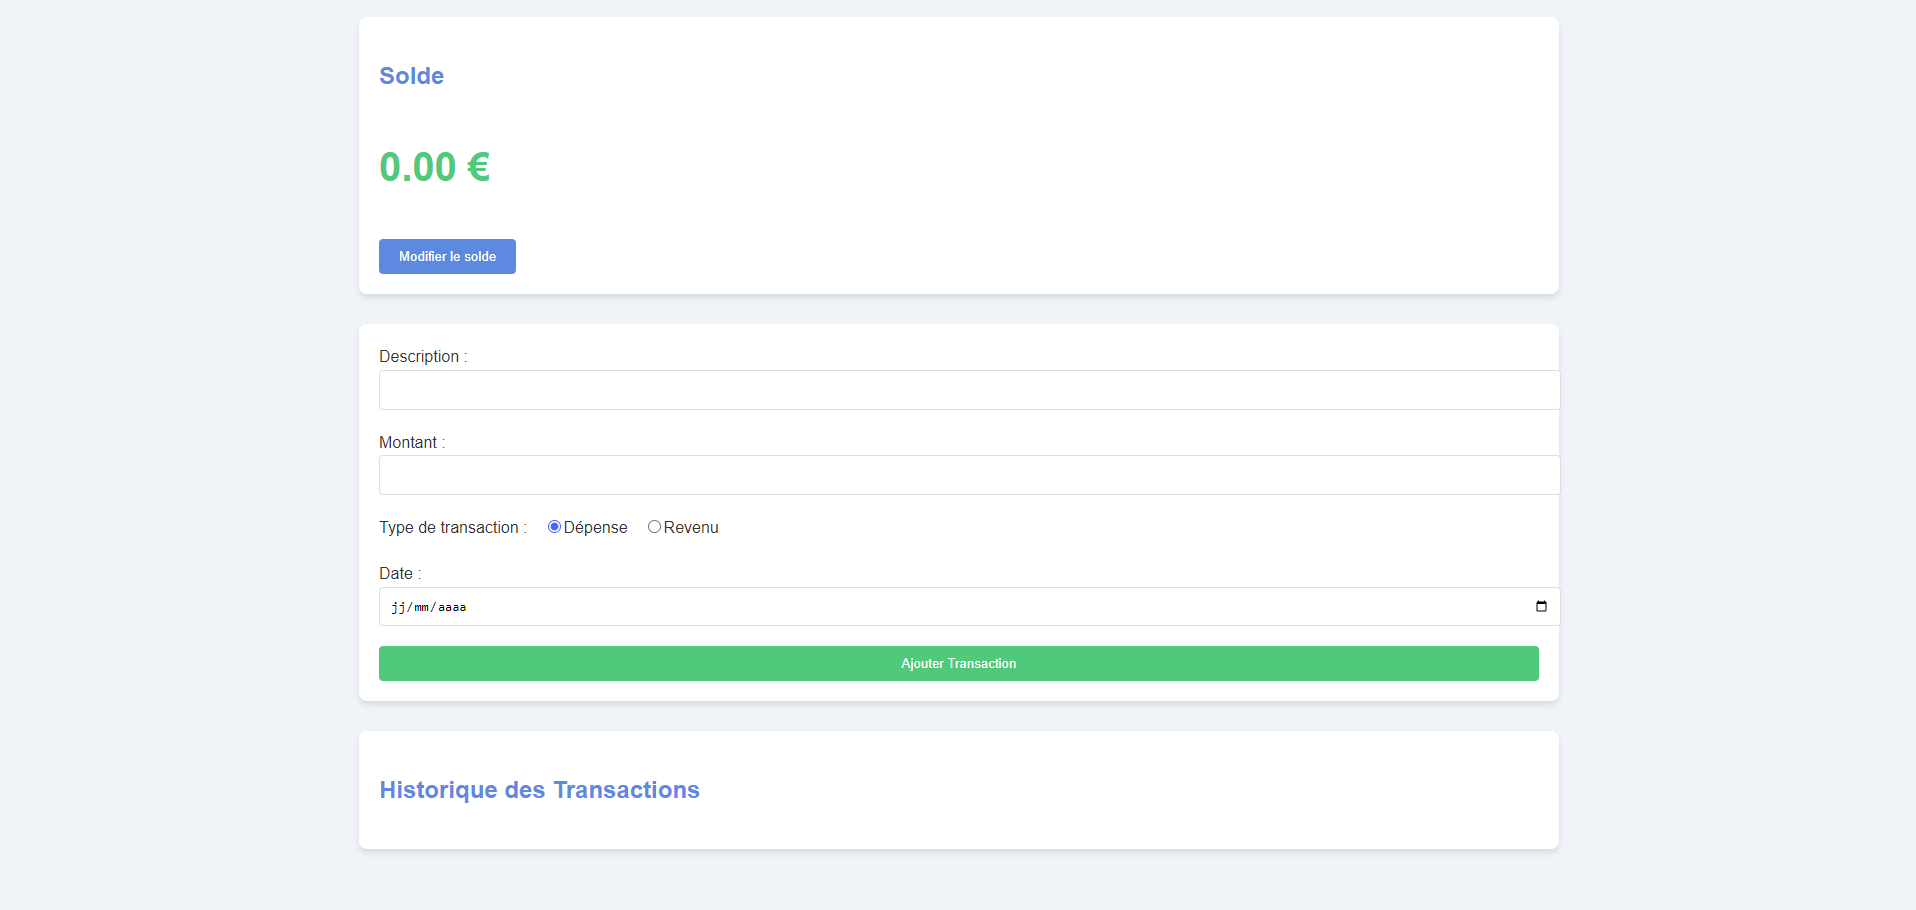 Solde
0.00 €
Modifier le solde
Description :
Montant :
Type de transaction : Dépense Revenu
Date :
jj/mm/aaaa
Ajouter Transaction
Historique des Transactions